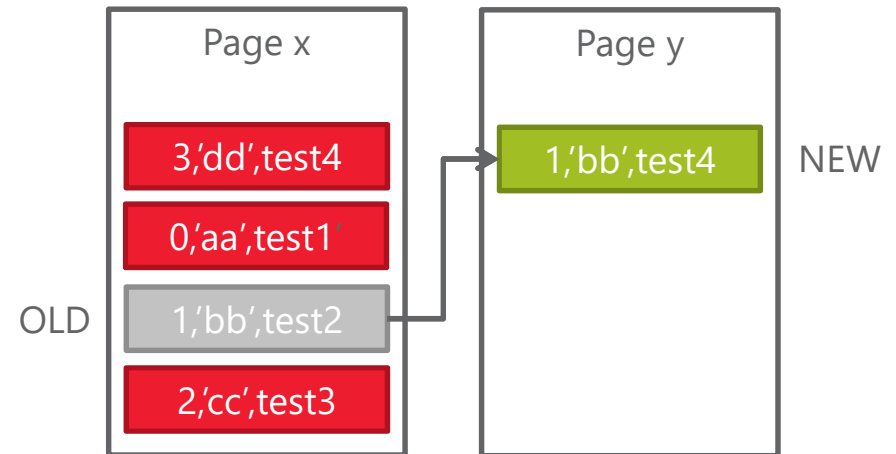 Page x
3,’dd’,test4
0,’aa’,test1’
OLD
1,’bb’,test2
2,’cc’,test3
Page y
1,’bb’,test4
NEW